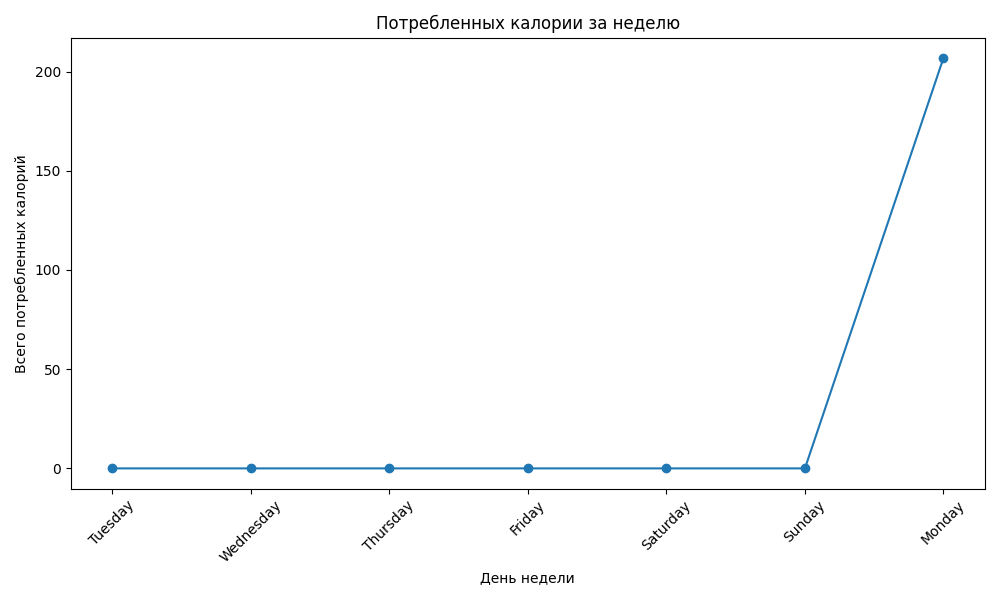 Потребленных калории за неделю
Всего потребленных калорий
200
150
100
50
0
Tuesday
Wednesday
Thursday
Friday
Saturday
Sunday
Monday
День недели